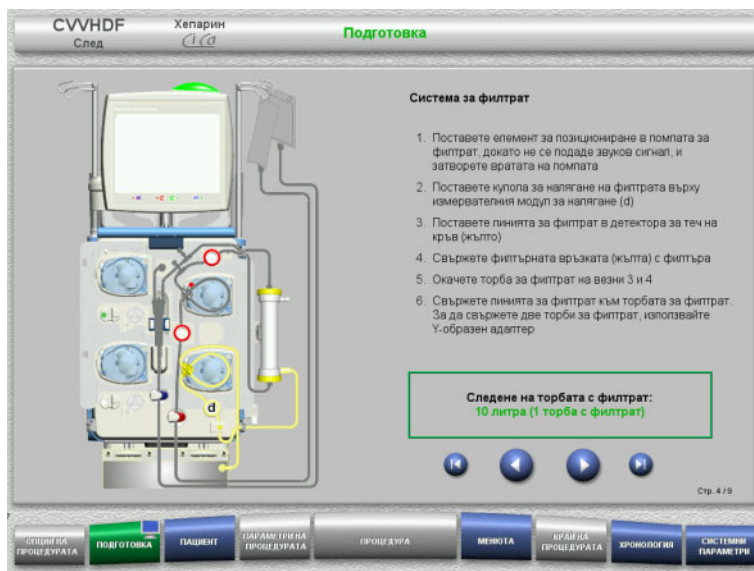 CVVHDF
След
Хепарин
Ci Ca
Подготовка
Система за филтрат
1. Поставете елемент за позициониране в помпата за
филтрат, докато не се подаде звуков сигнал, и
затворете вратата на помпата
2. Поставете купола за налягане на филтрата върху
измервателния модул за налягане (d)
3. Поставете линията за филтрат в детектора за теч на
кръв (жълто)
4. Свържете филтърната връзката (жълта) с филтъра
5. Окачете торба за филтрат на везни 3 и 4
6. Свържете линията за филтрат към торбата за филтрат.
За да свържете две торби за филтрат, използвайте
Y-образен адаптер
d
Следене на торбата с филтрат:
10 литра (1 торба с филтрат)
Стр. 4 / 9
ОПЦИИ НА
ПРОЦЕДУРАТА
ПОДГОТОВКА
ПАЦИЕНТ
ПАРАМЕТРИ НА
ПРОЦЕДУРАТА
ПРОЦЕДУРА
МЕНЮТА
КРАЙ НА
ПРОЦЕДУРАТА
ХРОНОЛОГИЯ
СИСТЕМНИ
ПАРАМЕТРИ